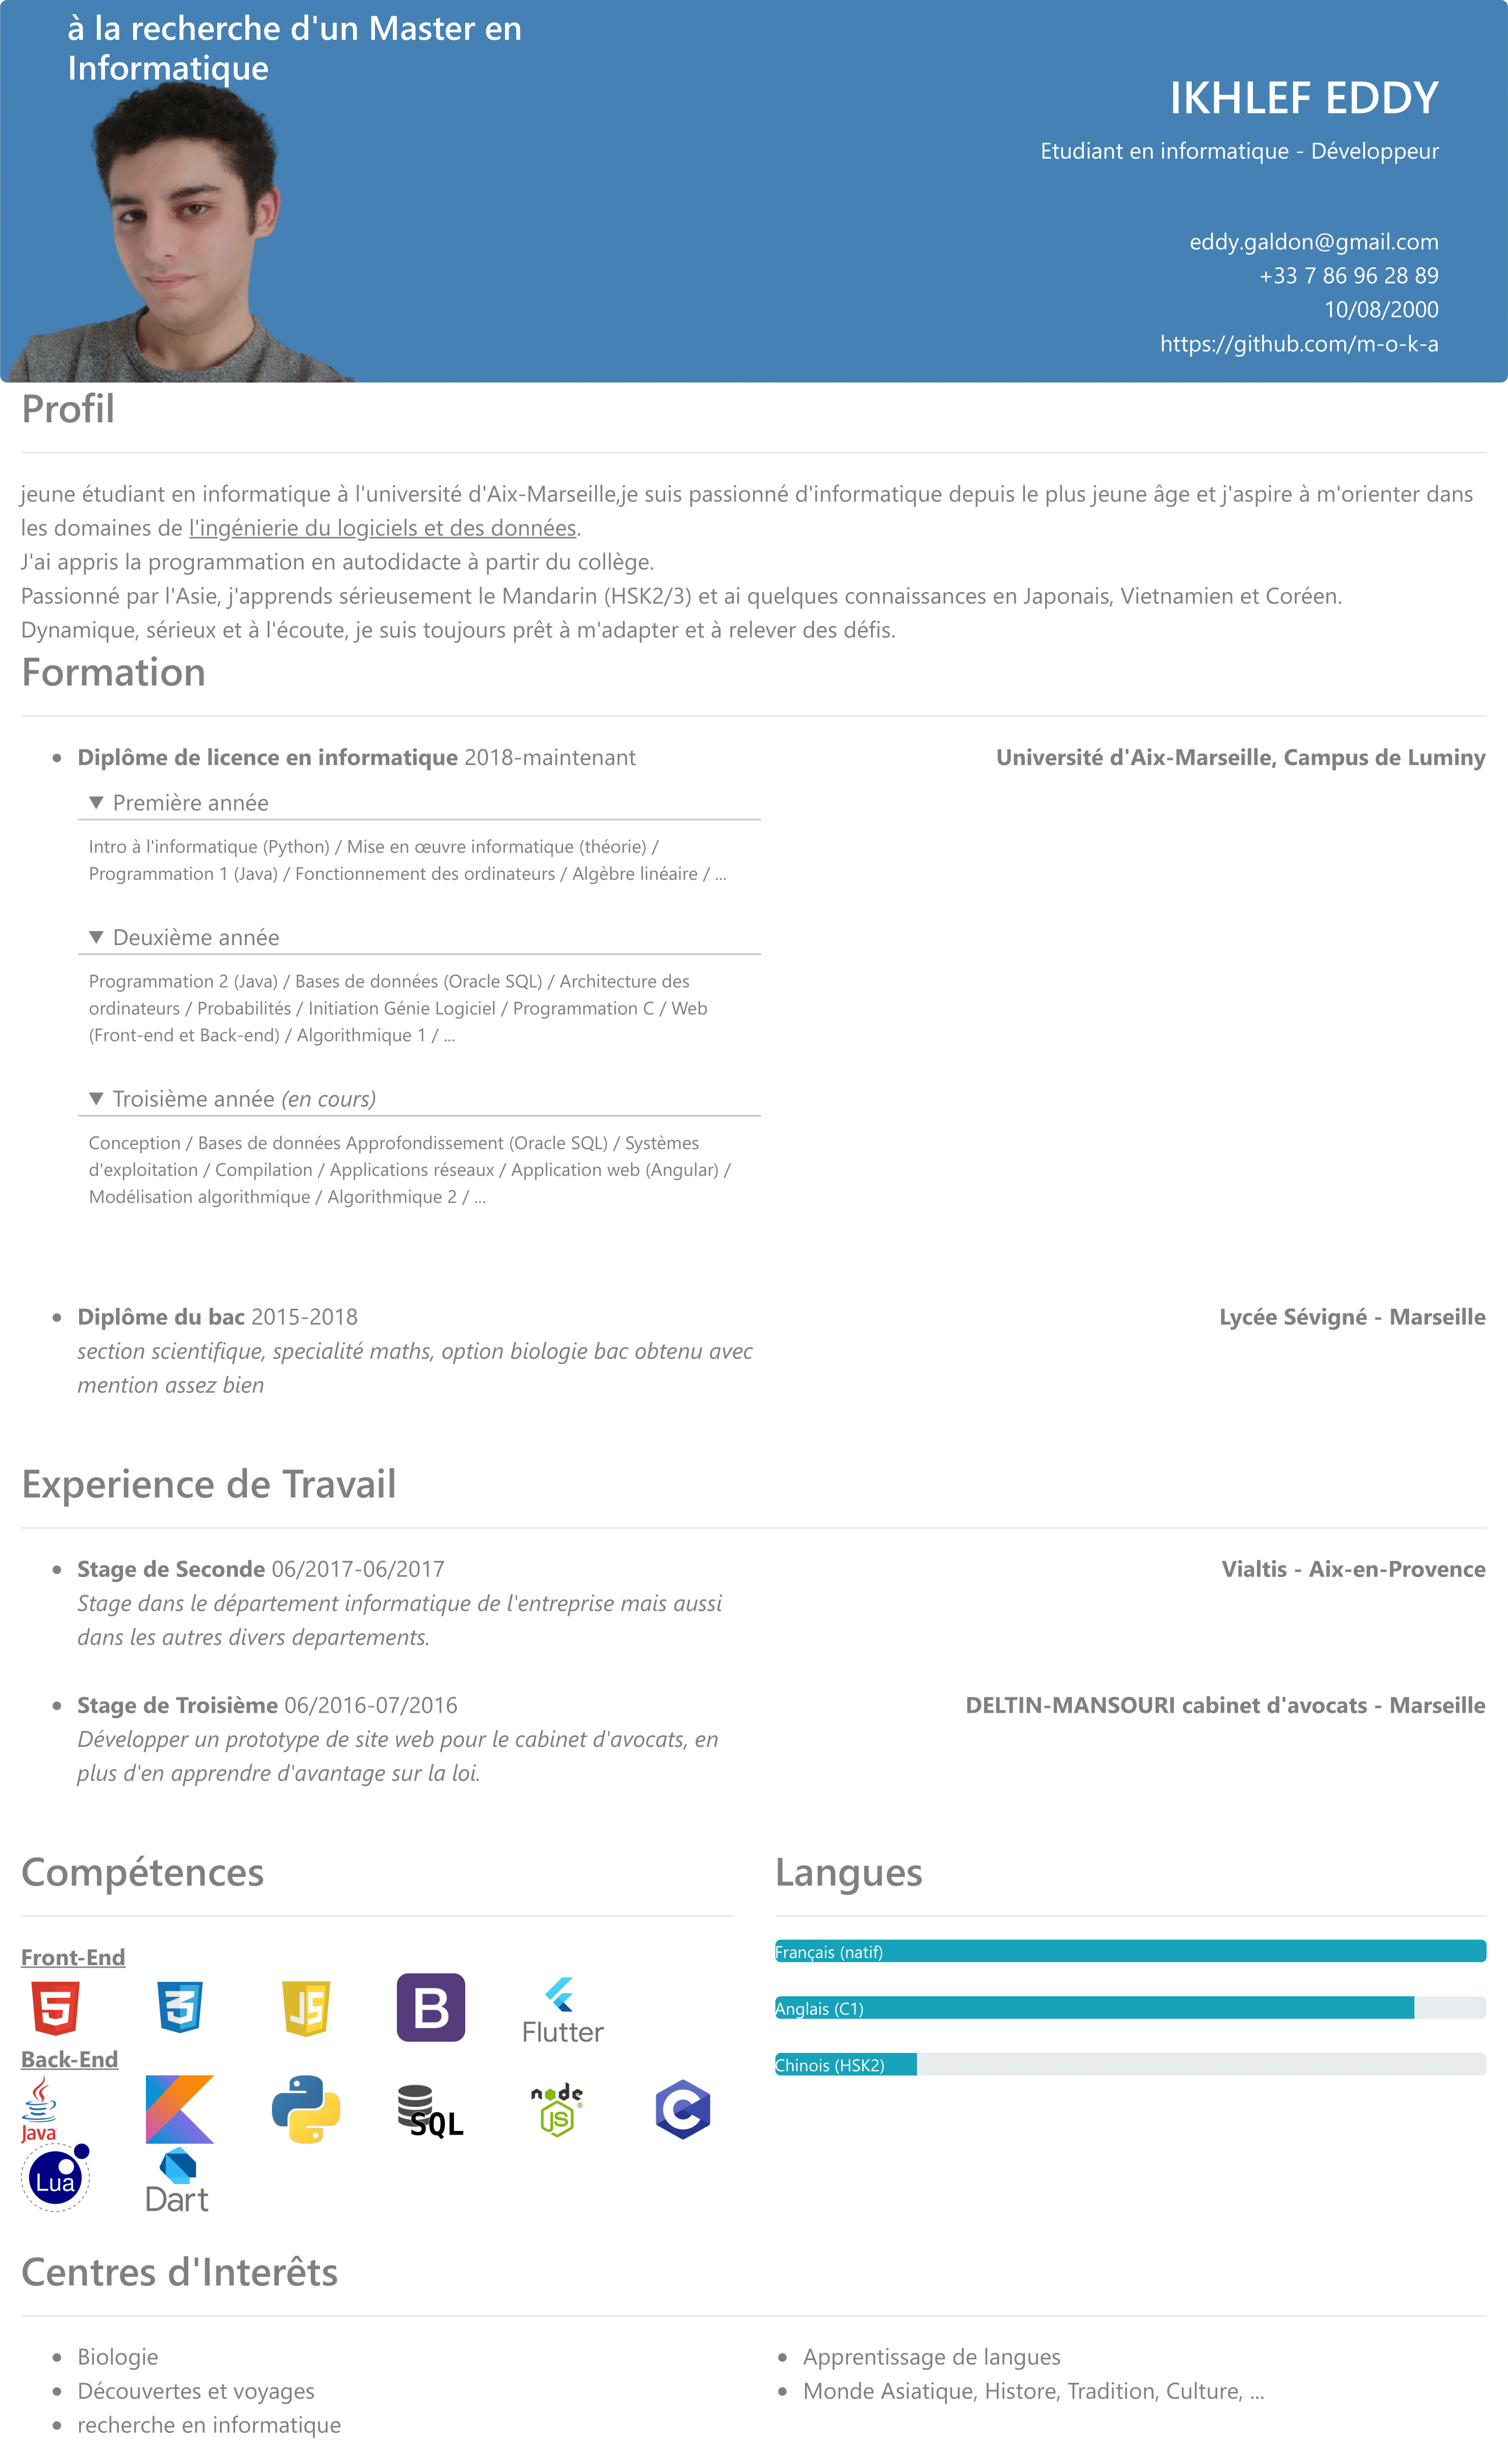 à la recherche d'un Master en
Informatique
IKHLEF EDDY
Etudiant en informatique - Développeur
eddy.galdon@gmail.com
+33 7 86 96 28 89
10/08/2000
https://github.com/m-o-k-a
Profil
jeune étudiant en informatique à l'université d'Aix-Marseille,je suis passionné d'informatique depuis le plus jeune âge et j'aspire à m'orienter dans
les domaines de l'ingénierie du logiciels et des données.
J'ai appris la programmation en autodidacte à partir du collège.
Passionné par l'Asie, j'apprends sérieusement le Mandarin (HSK2/3) et ai quelques connaissances en Japonais, Vietnamien et Coréen.
Dynamique, sérieux et à l'écoute, je suis toujours prêt à m'adapter et à relever des défis.
Formation
• Diplôme de licence en informatique 2018-maintenant
Université d'Aix-Marseille, Campus de Luminy
▼ Première année
Intro à l'informatique (Python) / Mise en œuvre informatique (théorie) /
Programmation 1 (Java) / Fonctionnement des ordinateurs / Algèbre linéaire / ...
▼ Deuxième année
Programmation 2 (Java) / Bases de données (Oracle SQL) / Architecture des
ordinateurs / Probabilités / Initiation Génie Logiciel / Programmation C / Web
(Front-end et Back-end) / Algorithmique 1 / ...
▼ Troisième année (en cours)
Conception / Bases de données Approfondissement (Oracle SQL) / Systèmes
d'exploitation / Compilation / Applications réseaux / Application web (Angular) /
Modélisation algorithmique / Algorithmique 2 / ...
• Diplôme du bac 2015-2018
Lycée Sévigné - Marseille
section scientifique, specialité maths, option biologie bac obtenu avec
mention assez bien
Experience de Travail
• Stage de Seconde 06/2017-06/2017
Vialtis - Aix-en-Provence
Stage dans le département informatique de l'entreprise mais aussi
dans les autres divers departements.
• Stage de Troisième 06/2016-07/2016
DELTIN-MANSOURI cabinet d'avocats - Marseille
Développer un prototype de site web pour le cabinet d'avocats, en
plus d'en apprendre d'avantage sur la loi.
Compétences
Front-End
5 3 JS B Flutter
Back-End
Java SQL node JS C
Lua Dart
Langues
Français (natif)
Anglais (C1)
Chinois (HSK2)
Centres d'Interêts
• Biologie
• Découvertes et voyages
• recherche en informatique
• Apprentissage de langues
• Monde Asiatique, Histore, Tradition, Culture, ...